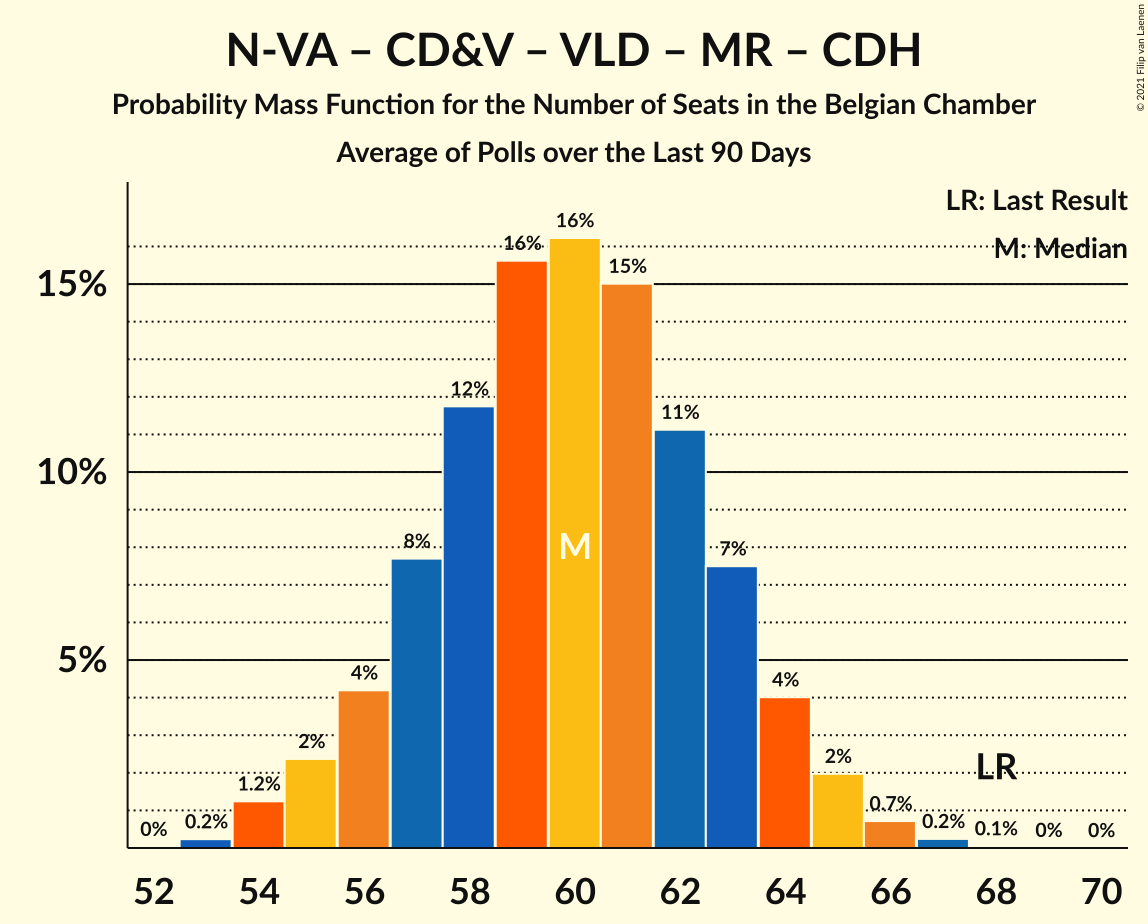 N-VA – CD&V – VLD – MR – CDH
Probability Mass Function for the Number of Seats in the Belgian Chamber
Average of Polls over the Last 90 Days
© 2021 Filip van Laenen
LR: Last Result
M: Median
15%
10%
5%
0%
0.2%
1.2%
2%
4%
8%
12%
16%
16%
15%
11%
7%
4%
2%
0.7%
0.2%
0.1%
0%
0%
M
LR
52 54 56 58 60 62 64 66 68 70